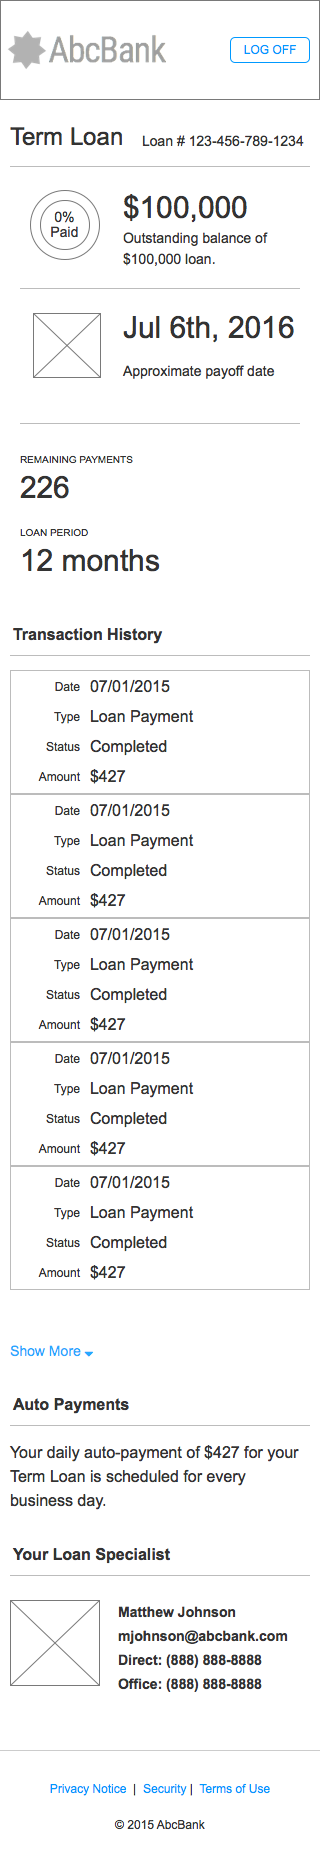 AbcBank
LOG OFF
Term Loan Loan # 123-456-789-1234
0%
Paid
$100,000
Outstanding balance of
$100,000 loan.
Jul 6th, 2016
Approximate payoff date
REMAINING PAYMENTS
226
LOAN PERIOD
12 months
Transaction History
Date 07/01/2015
Type Loan Payment
Status Completed
Amount $427
Date 07/01/2015
Type Loan Payment
Status Completed
Amount $427
Date 07/01/2015
Type Loan Payment
Status Completed
Amount $427
Date 07/01/2015
Type Loan Payment
Status Completed
Amount $427
Date 07/01/2015
Type Loan Payment
Status Completed
Amount $427
Show More
Auto Payments
Your daily auto-payment of $427 for your
Term Loan is scheduled for every
business day.
Your Loan Specialist
Matthew Johnson
mjohnson@abcbank.com
Direct: (888) 888-8888
Office: (888) 888-8888
Privacy Notice | Security | Terms of Use
© 2015 AbcBank